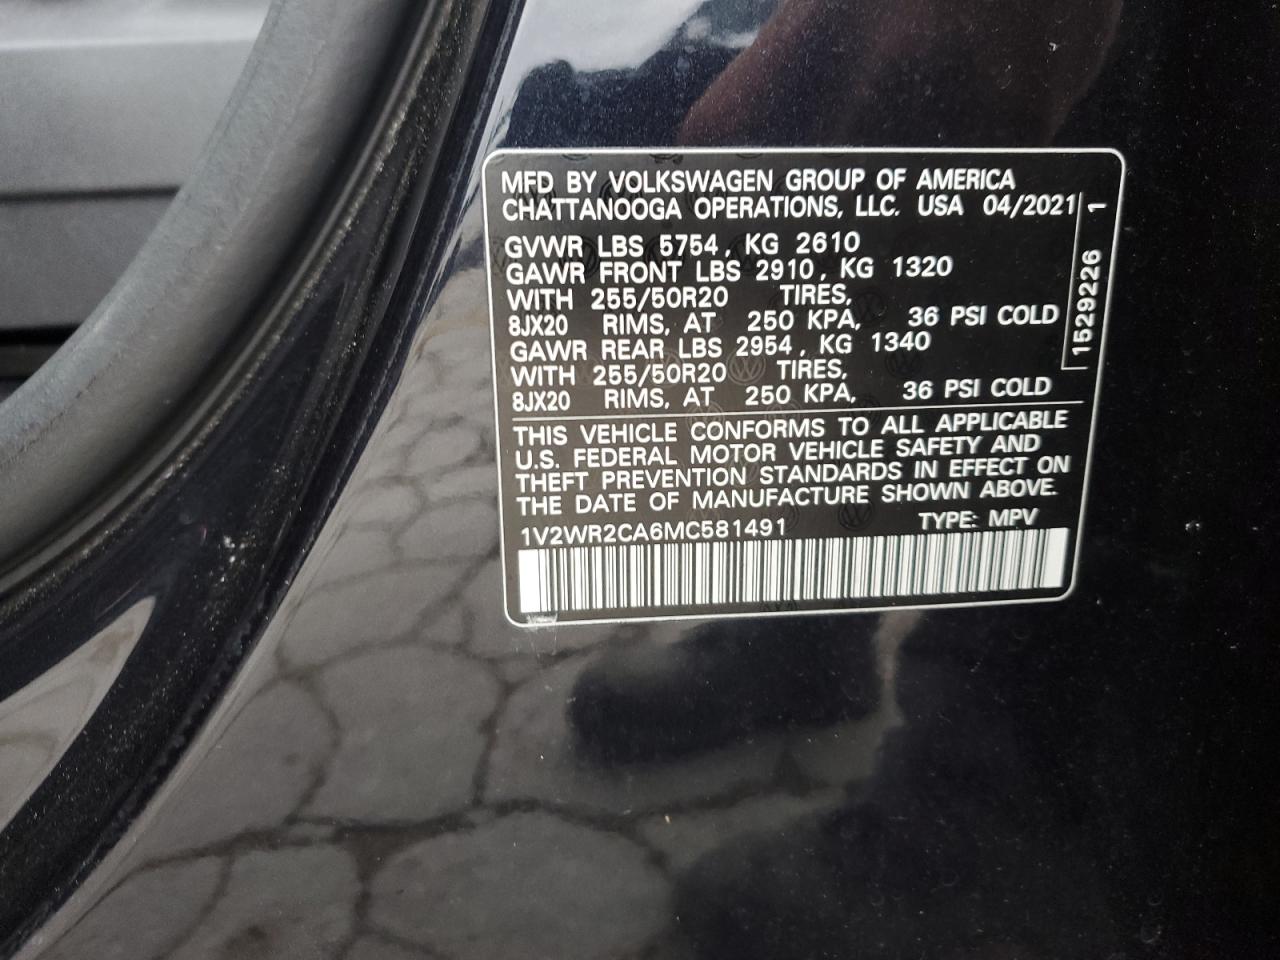 MFD BY VOLKSWAGEN GROUP OF AMERICA
CHATTANOOGA OPERATIONS, LLC. USA 04/2021
GVWR LBS 5754, KG 2610
GAWR FRONT LBS 2910, KG 1320
WITH 255/50R20 TIRES,
8JX20 RIMS, AT 250 KPA, 36 PSI COLD
GAWR REAR LBS 2954, KG 1340
WITH 255/50R20 TIRES,
8JX20 RIMS, AT 250 KPA, 36 PSI COLD
THIS VEHICLE CONFORMS TO ALL APPLICABLE
U.S. FEDERAL MOTOR VEHICLE SAFETY AND
THEFT PREVENTION STANDARDS IN EFFECT ON
THE DATE OF MANUFACTURE SHOWN ABOVE.
1V2WR2CA6MC581491 TYPE: MPV
1529226 1